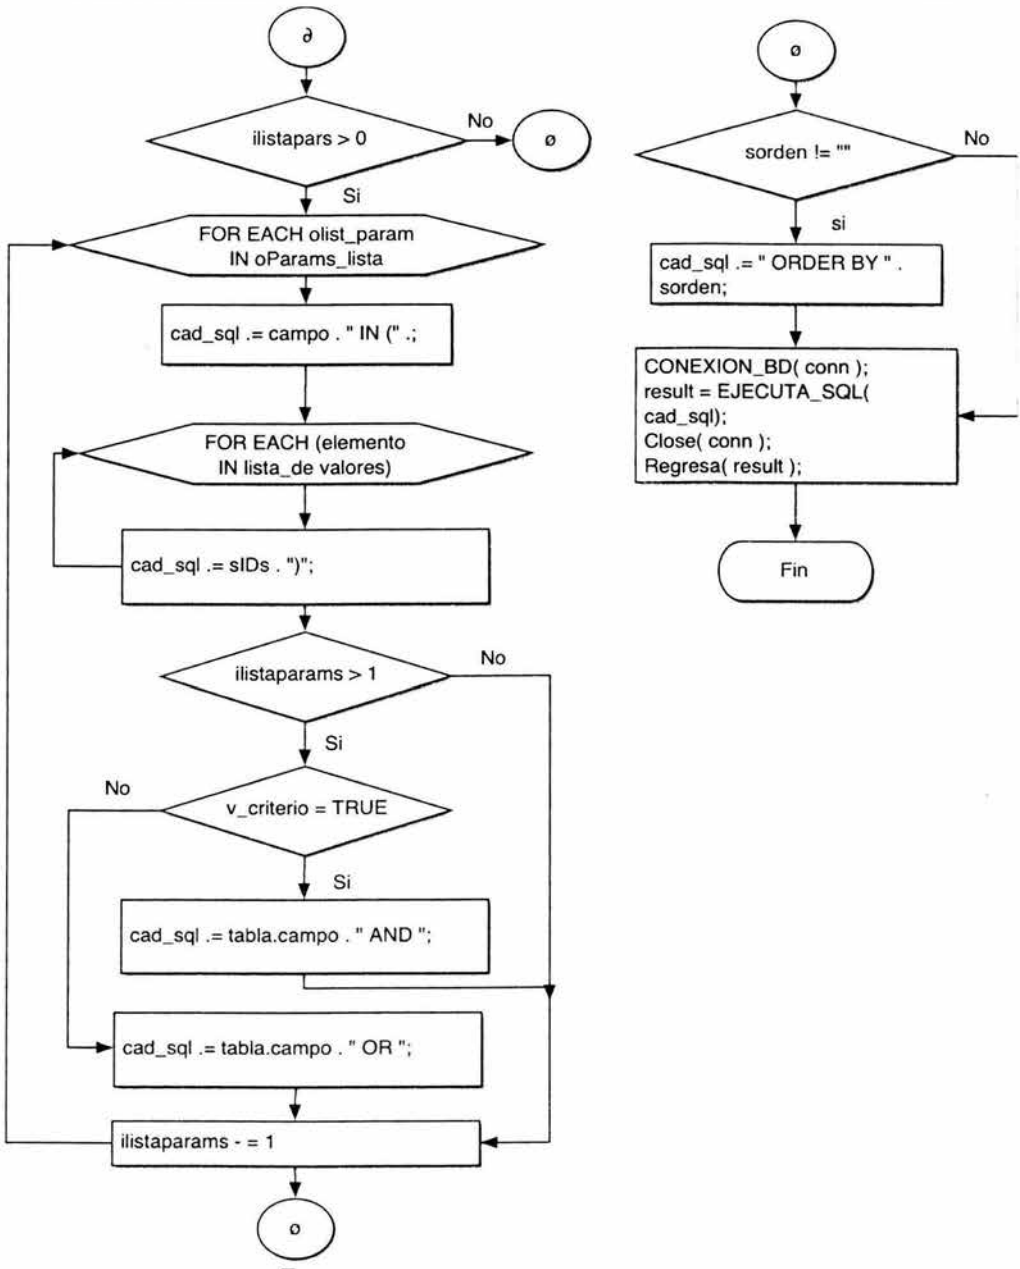 ∂
ilistapars > 0
No
ø
Si
FOR EACH olist_param
IN oParams_lista
cad_sql .= campo . " IN (" .;
FOR EACH (elemento
IN lista_de valores)
cad_sql .= sIDs . ")";
ilistaparams > 1
No
Si
No
v_criterio = TRUE
Si
cad_sql .= tabla.campo . " AND ";
cad_sql .= tabla.campo . " OR ";
ilistaparams - = 1
ø
ø
sorden != ""
No
si
cad_sql .= " ORDER BY " .
sorden;
CONEXION_BD( conn );
result = EJECUTA_SQL(
cad_sql);
Close( conn );
Regresa( result );
Fin